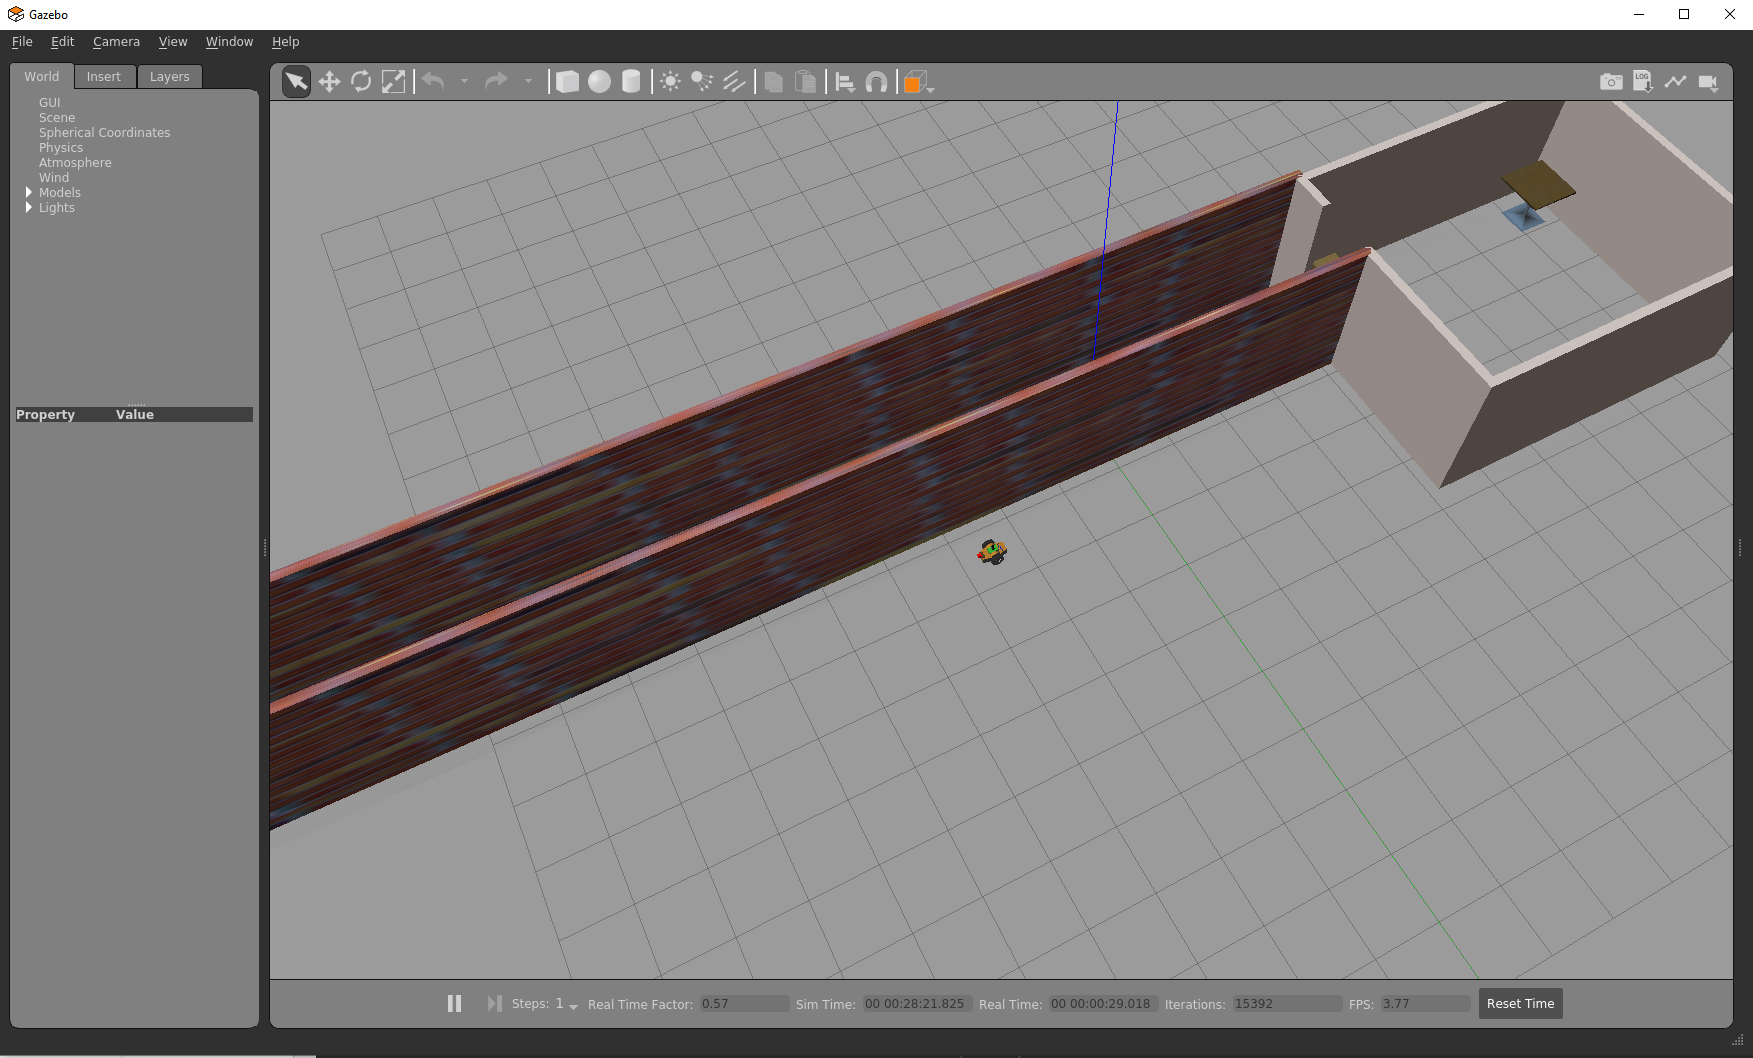 Gazebo
File Edit Camera View Window Help
World Insert Layers
GUI
Scene
Spherical Coordinates
Physics
Atmosphere
Wind
Models
Lights
Property Value
LOG
Steps: 1 Real Time Factor: 0.57 Sim Time: 00 00:28:21.825 Real Time: 00 00:00:29.018 Iterations: 15392 FPS: 3.77 Reset Time